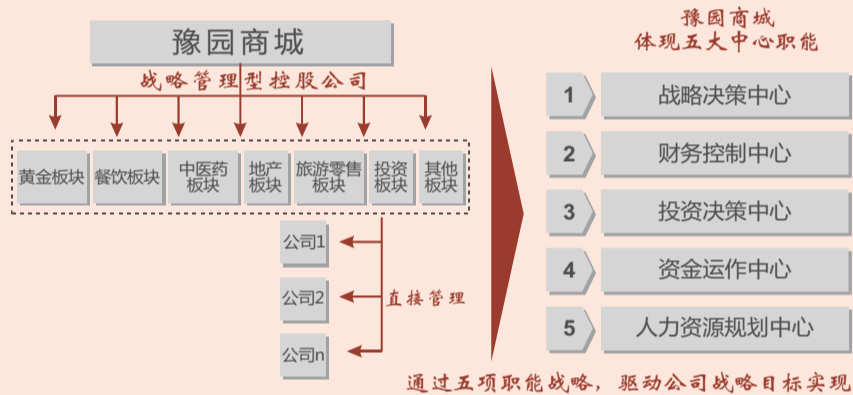 豫园商城
战略管理型控股公司
黄金板块
餐饮板块
中医药
板块
地产
板块
旅游零售
板块
投资
板块
其他
板块
公司1
公司2
直接管理
公司n
豫园商城
体现五大中心职能
1
战略决策中心
2
财务控制中心
3
投资决策中心
4
资金运作中心
5
人力资源规划中心
通过五项职能战略，驱动公司战略目标实现